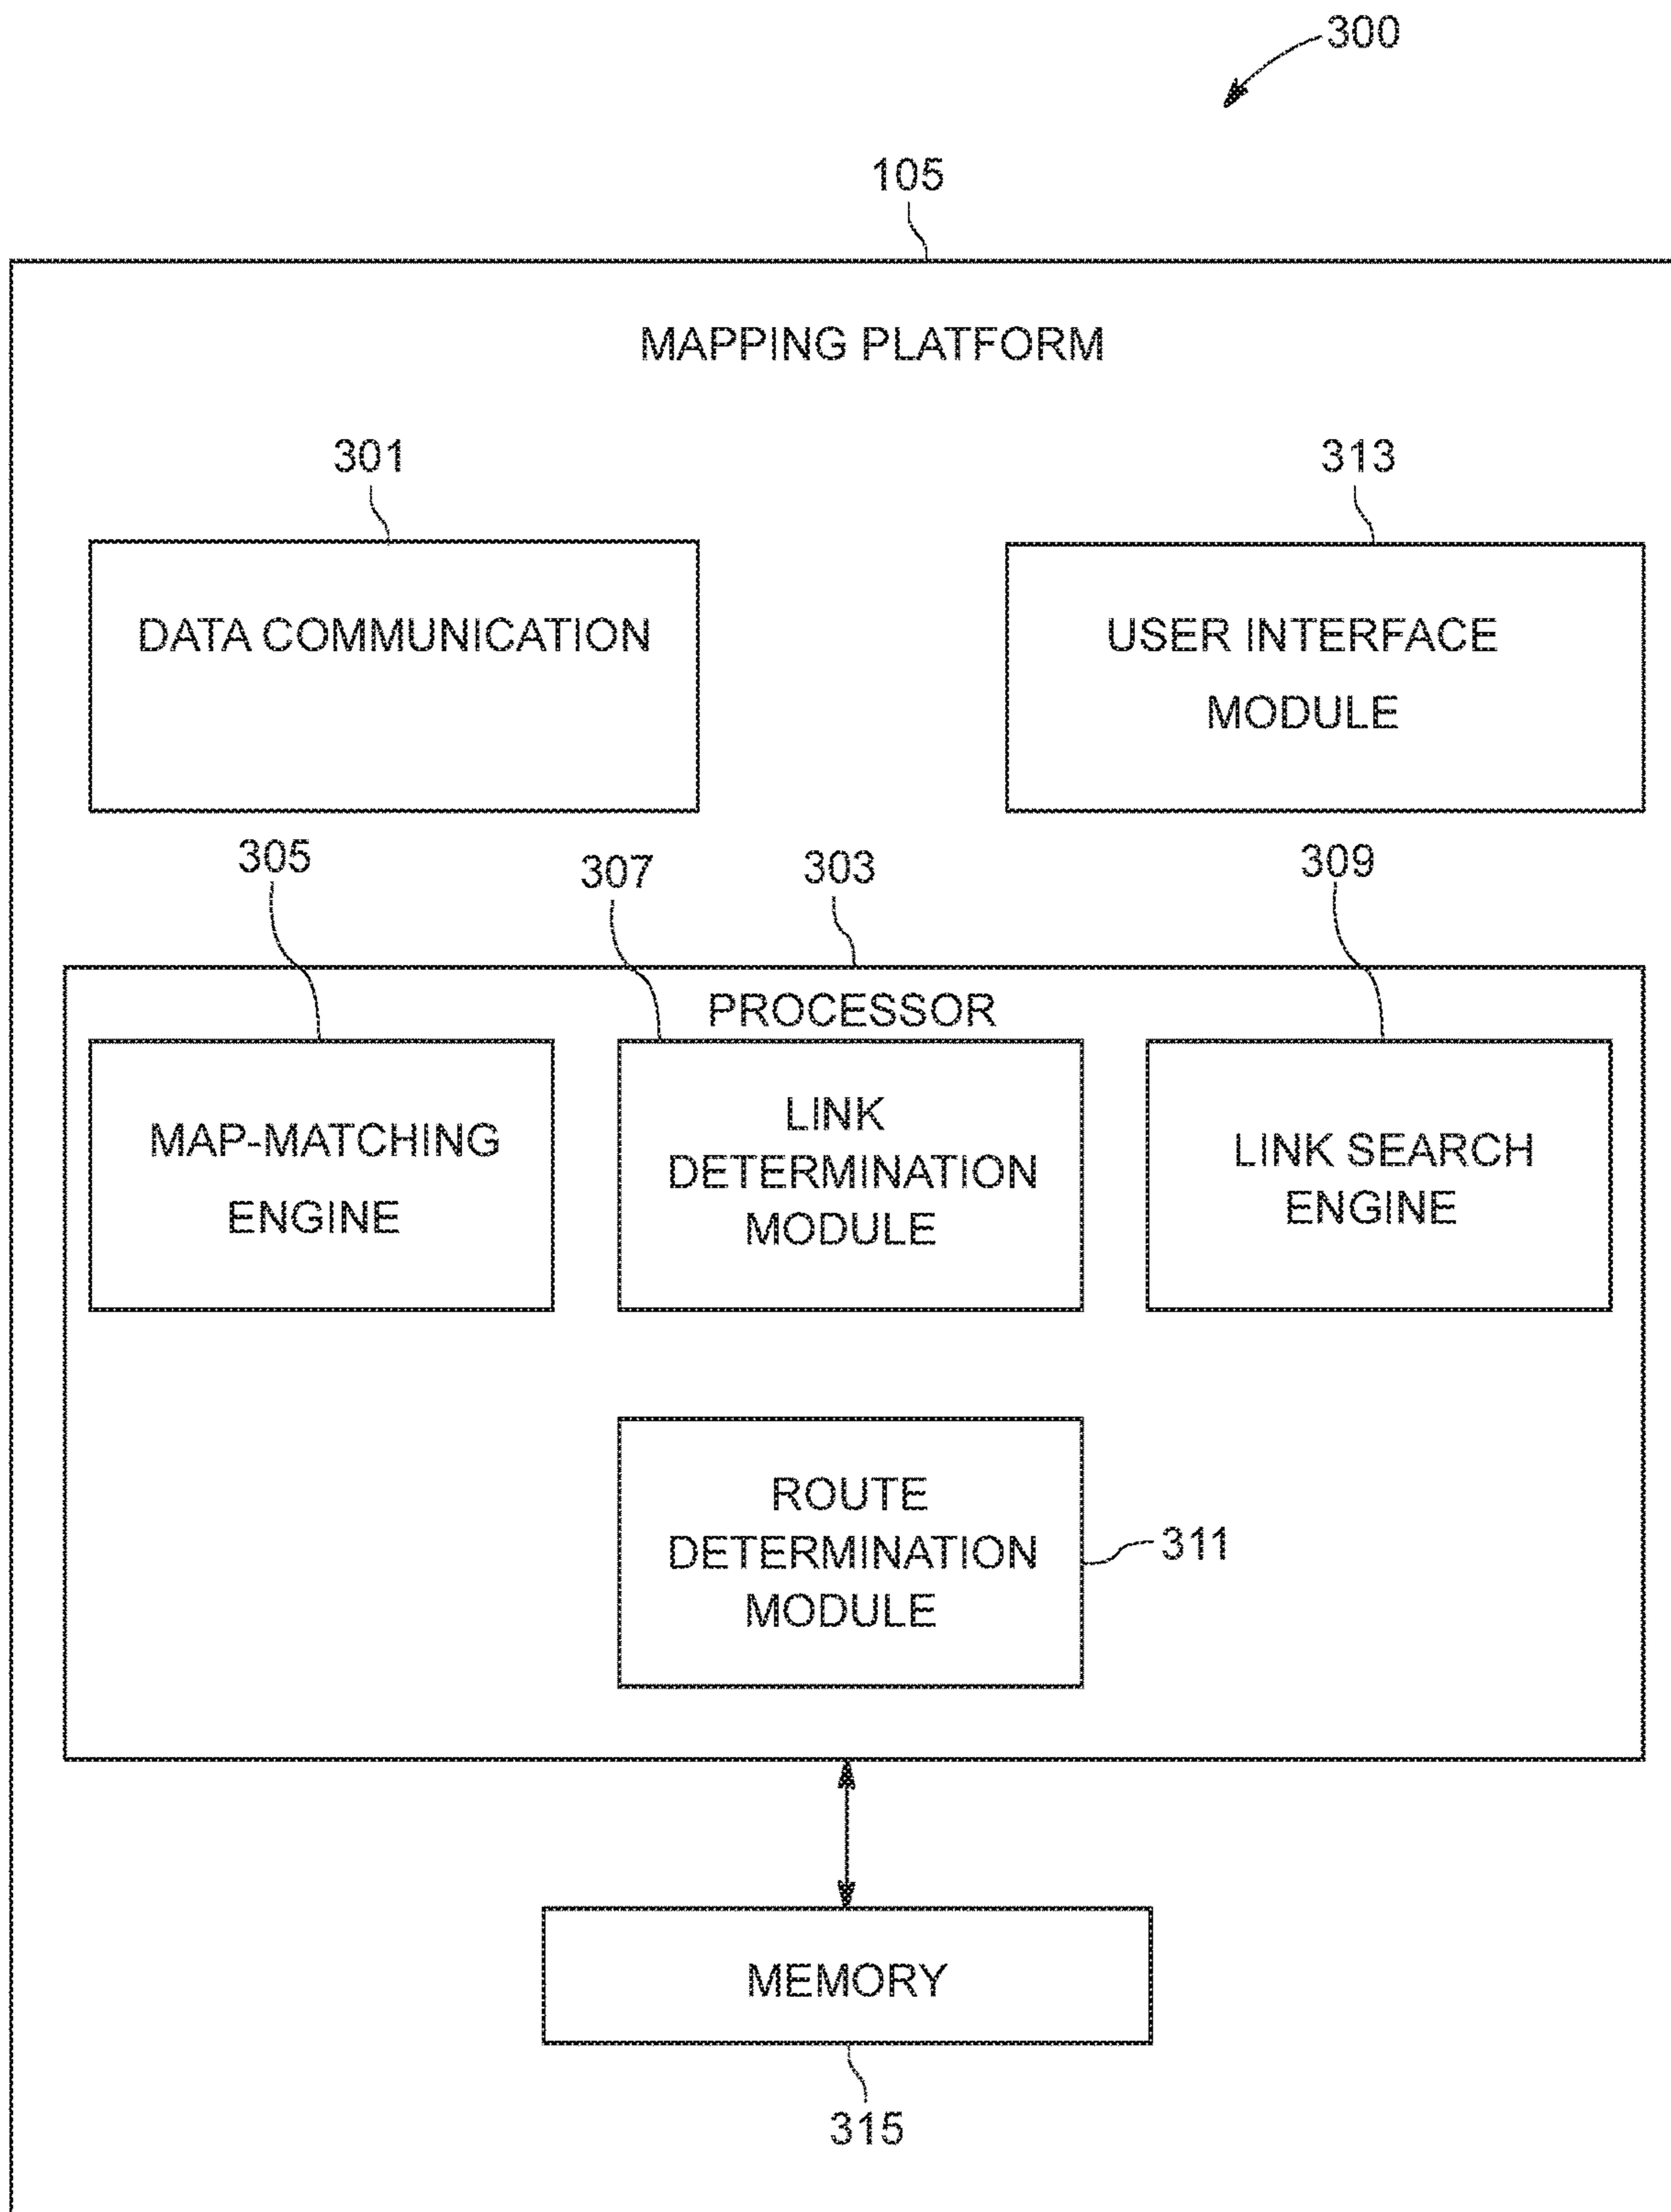 300
105
MAPPING PLATFORM
301
313
DATA COMMUNICATION
USER INTERFACE
MODULE
305
307
303
309
PROCESSOR
MAP-MATCHING
ENGINE
LINK
DETERMINATION
MODULE
LINK SEARCH
ENGINE
ROUTE
DETERMINATION
MODULE
311
MEMORY
315